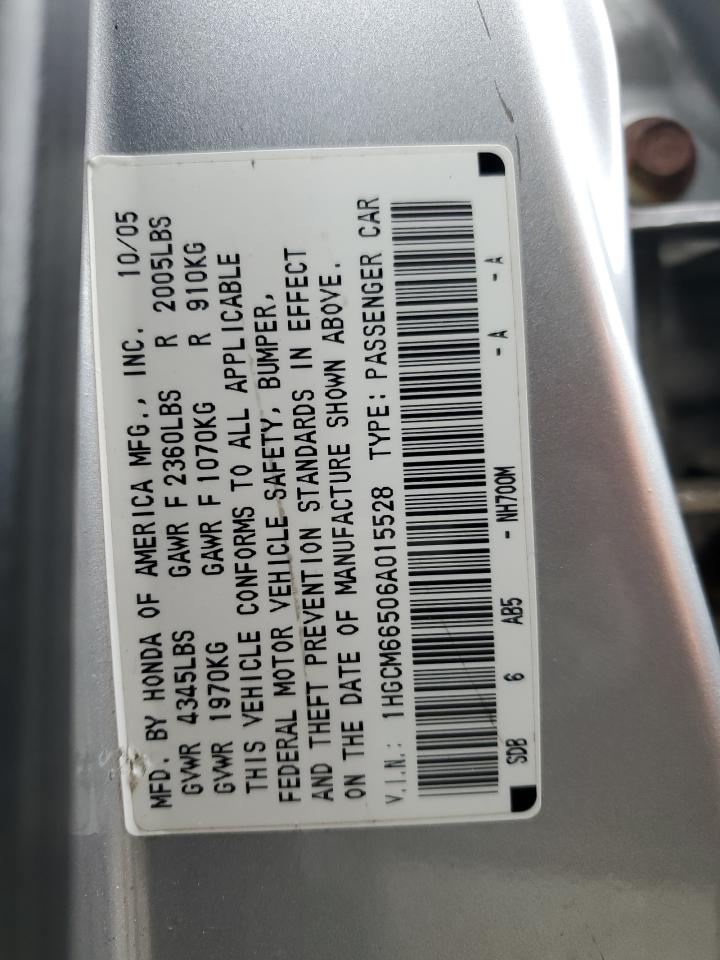 MFD. BY HONDA OF AMERICA MFG., INC. 10/05
GVWR 4345LBS GAWR F 2360LBS R 2005LBS
GVWR 1970KG GAWR F 1070KG R 910KG
THIS VEHICLE CONFORMS TO ALL APPLICABLE
FEDERAL MOTOR VEHICLE SAFETY, BUMPER,
AND THEFT PREVENTION STANDARDS IN EFFECT
ON THE DATE OF MANUFACTURE SHOWN ABOVE.
V.I.N.: 1HGCM66506A015528 TYPE: PASSENGER CAR
SDB 6 AB5 - NH700M - A - A